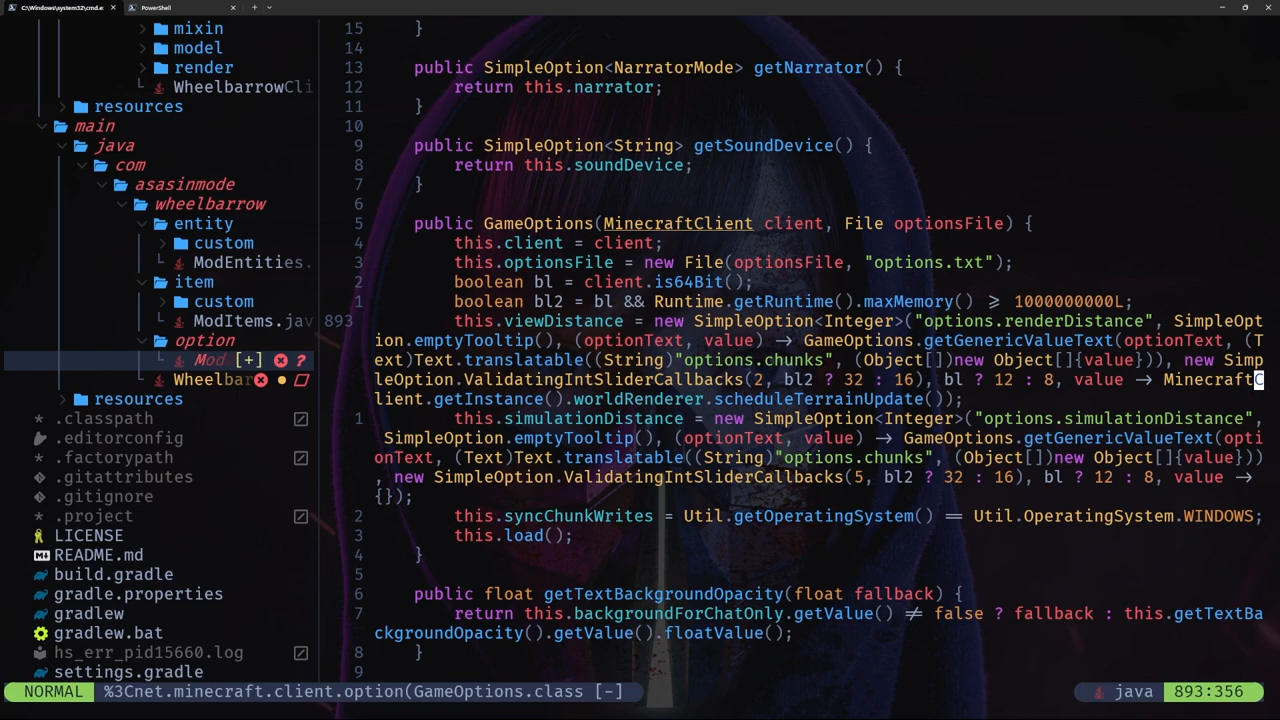 C:\Windows\system32\cmd.e: PowerShell
mixin
model
render
WheelbarrowCli
resources
main
java
com
asasinmode
wheelbarrow
entity
custom
ModEntities.
item
custom
ModItems.jav
option
Mod [+]
Wheelbar
resources
.classpath
.editorconfig
.factorypath
.gitattributes
.gitignore
.project
LICENSE
README.md
build.gradle
gradle.properties
gradlew
gradlew.bat
hs_err_pid15660.log
settings.gradle
15 }
14
13 public SimpleOption<NarratorMode> getNarrator() {
12 return this.narrator;
11 }
10
9 public SimpleOption<String> getSoundDevice() {
8 return this.soundDevice;
7 }
6
5 public GameOptions(MinecraftClient client, File optionsFile) {
4 this.client = client;
3 this.optionsFile = new File(optionsFile, "options.txt");
2 boolean bl = client.is64Bit();
1 boolean bl2 = bl && Runtime.getRuntime().maxMemory() ≥ 1000000000L;
893 this.viewDistance = new SimpleOption<Integer>("options.renderDistance", SimpleOpt
ion.emptyTooltip(), (optionText, value) → GameOptions.getGenericValueText(optionText, (T
ext)Text.translatable((String)"options.chunks", (Object[])new Object[]{value})), new Simp
leOption.ValidatingIntSliderCallbacks(2, bl2 ? 32 : 16), bl ? 12 : 8, value → MinecraftC
lient.getInstance().worldRenderer.scheduleTerrainUpdate());
1 this.simulationDistance = new SimpleOption<Integer>("options.simulationDistance",
SimpleOption.emptyTooltip(), (optionText, value) → GameOptions.getGenericValueText(opti
onText, (Text)Text.translatable((String)"options.chunks", (Object[])new Object[]{value}))
, new SimpleOption.ValidatingIntSliderCallbacks(5, bl2 ? 32 : 16), bl ? 12 : 8, value →
{});
2 this.syncChunkWrites = Util.getOperatingSystem() == Util.OperatingSystem.WINDOWS;
3 this.load();
4 }
5
6 public float getTextBackgroundOpacity(float fallback) {
7 return this.backgroundForChatOnly.getValue() ≠ false ? fallback : this.getTextBa
ckgroundOpacity().getValue().floatValue();
8 }
9
NORMAL %3Cnet.minecraft.client.option(GameOptions.class [-] java 893:356